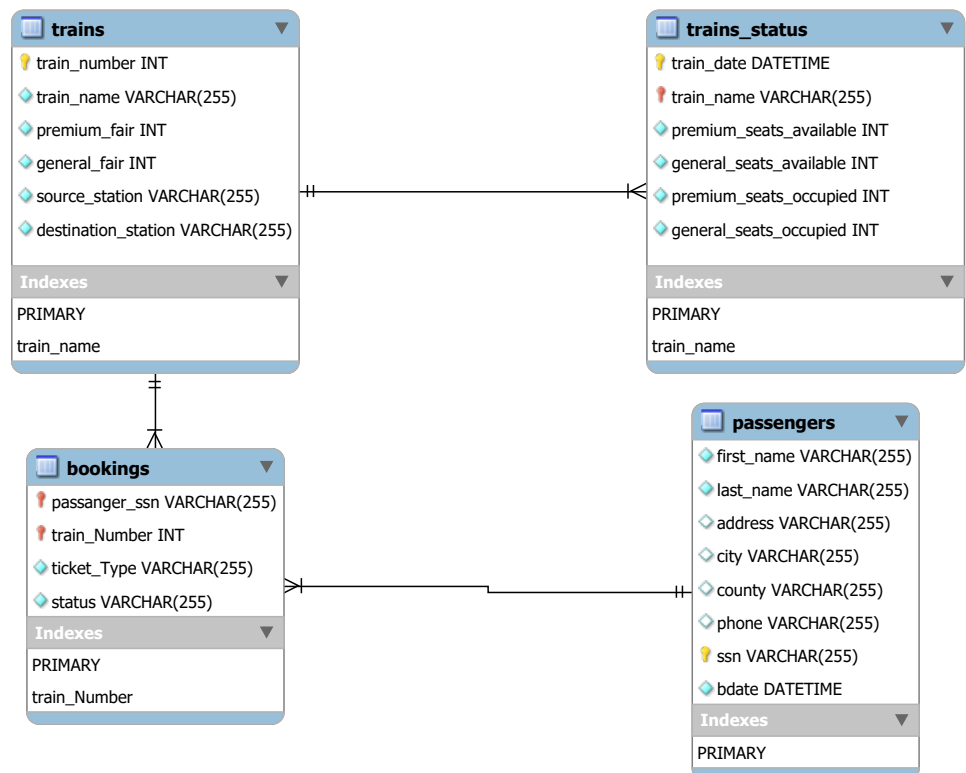 trains
train_number INT
train_name VARCHAR(255)
premium_fair INT
general_fair INT
source_station VARCHAR(255)
destination_station VARCHAR(255)
Indexes
PRIMARY
train_name
trains_status
train_date DATETIME
train_name VARCHAR(255)
premium_seats_available INT
general_seats_available INT
premium_seats_occupied INT
general_seats_occupied INT
Indexes
PRIMARY
train_name
bookings
passanger_ssn VARCHAR(255)
train_Number INT
ticket_Type VARCHAR(255)
status VARCHAR(255)
Indexes
PRIMARY
train_Number
passengers
first_name VARCHAR(255)
last_name VARCHAR(255)
address VARCHAR(255)
city VARCHAR(255)
county VARCHAR(255)
phone VARCHAR(255)
ssn VARCHAR(255)
bdate DATETIME
Indexes
PRIMARY